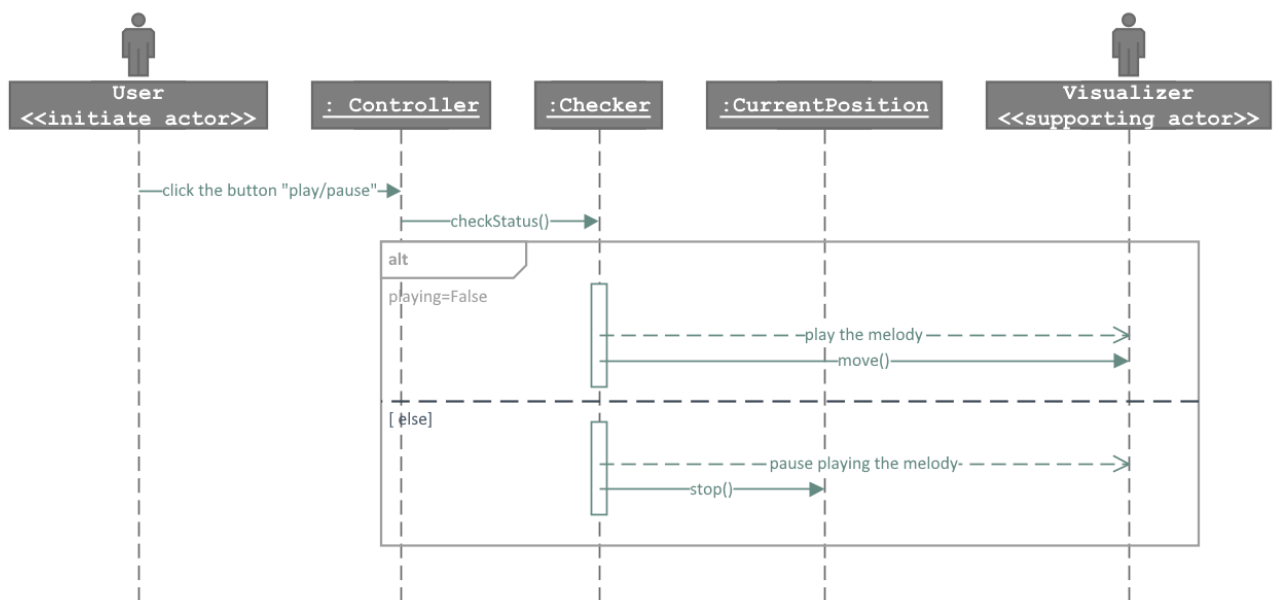 User
<<initiate actor>>
: Controller
:Checker
:CurrentPosition
Visualizer
<<supporting actor>>
click the button "play/pause"
checkStatus()
alt
playing=False
play the melody
move()
[ else]
pause playing the melody
stop()